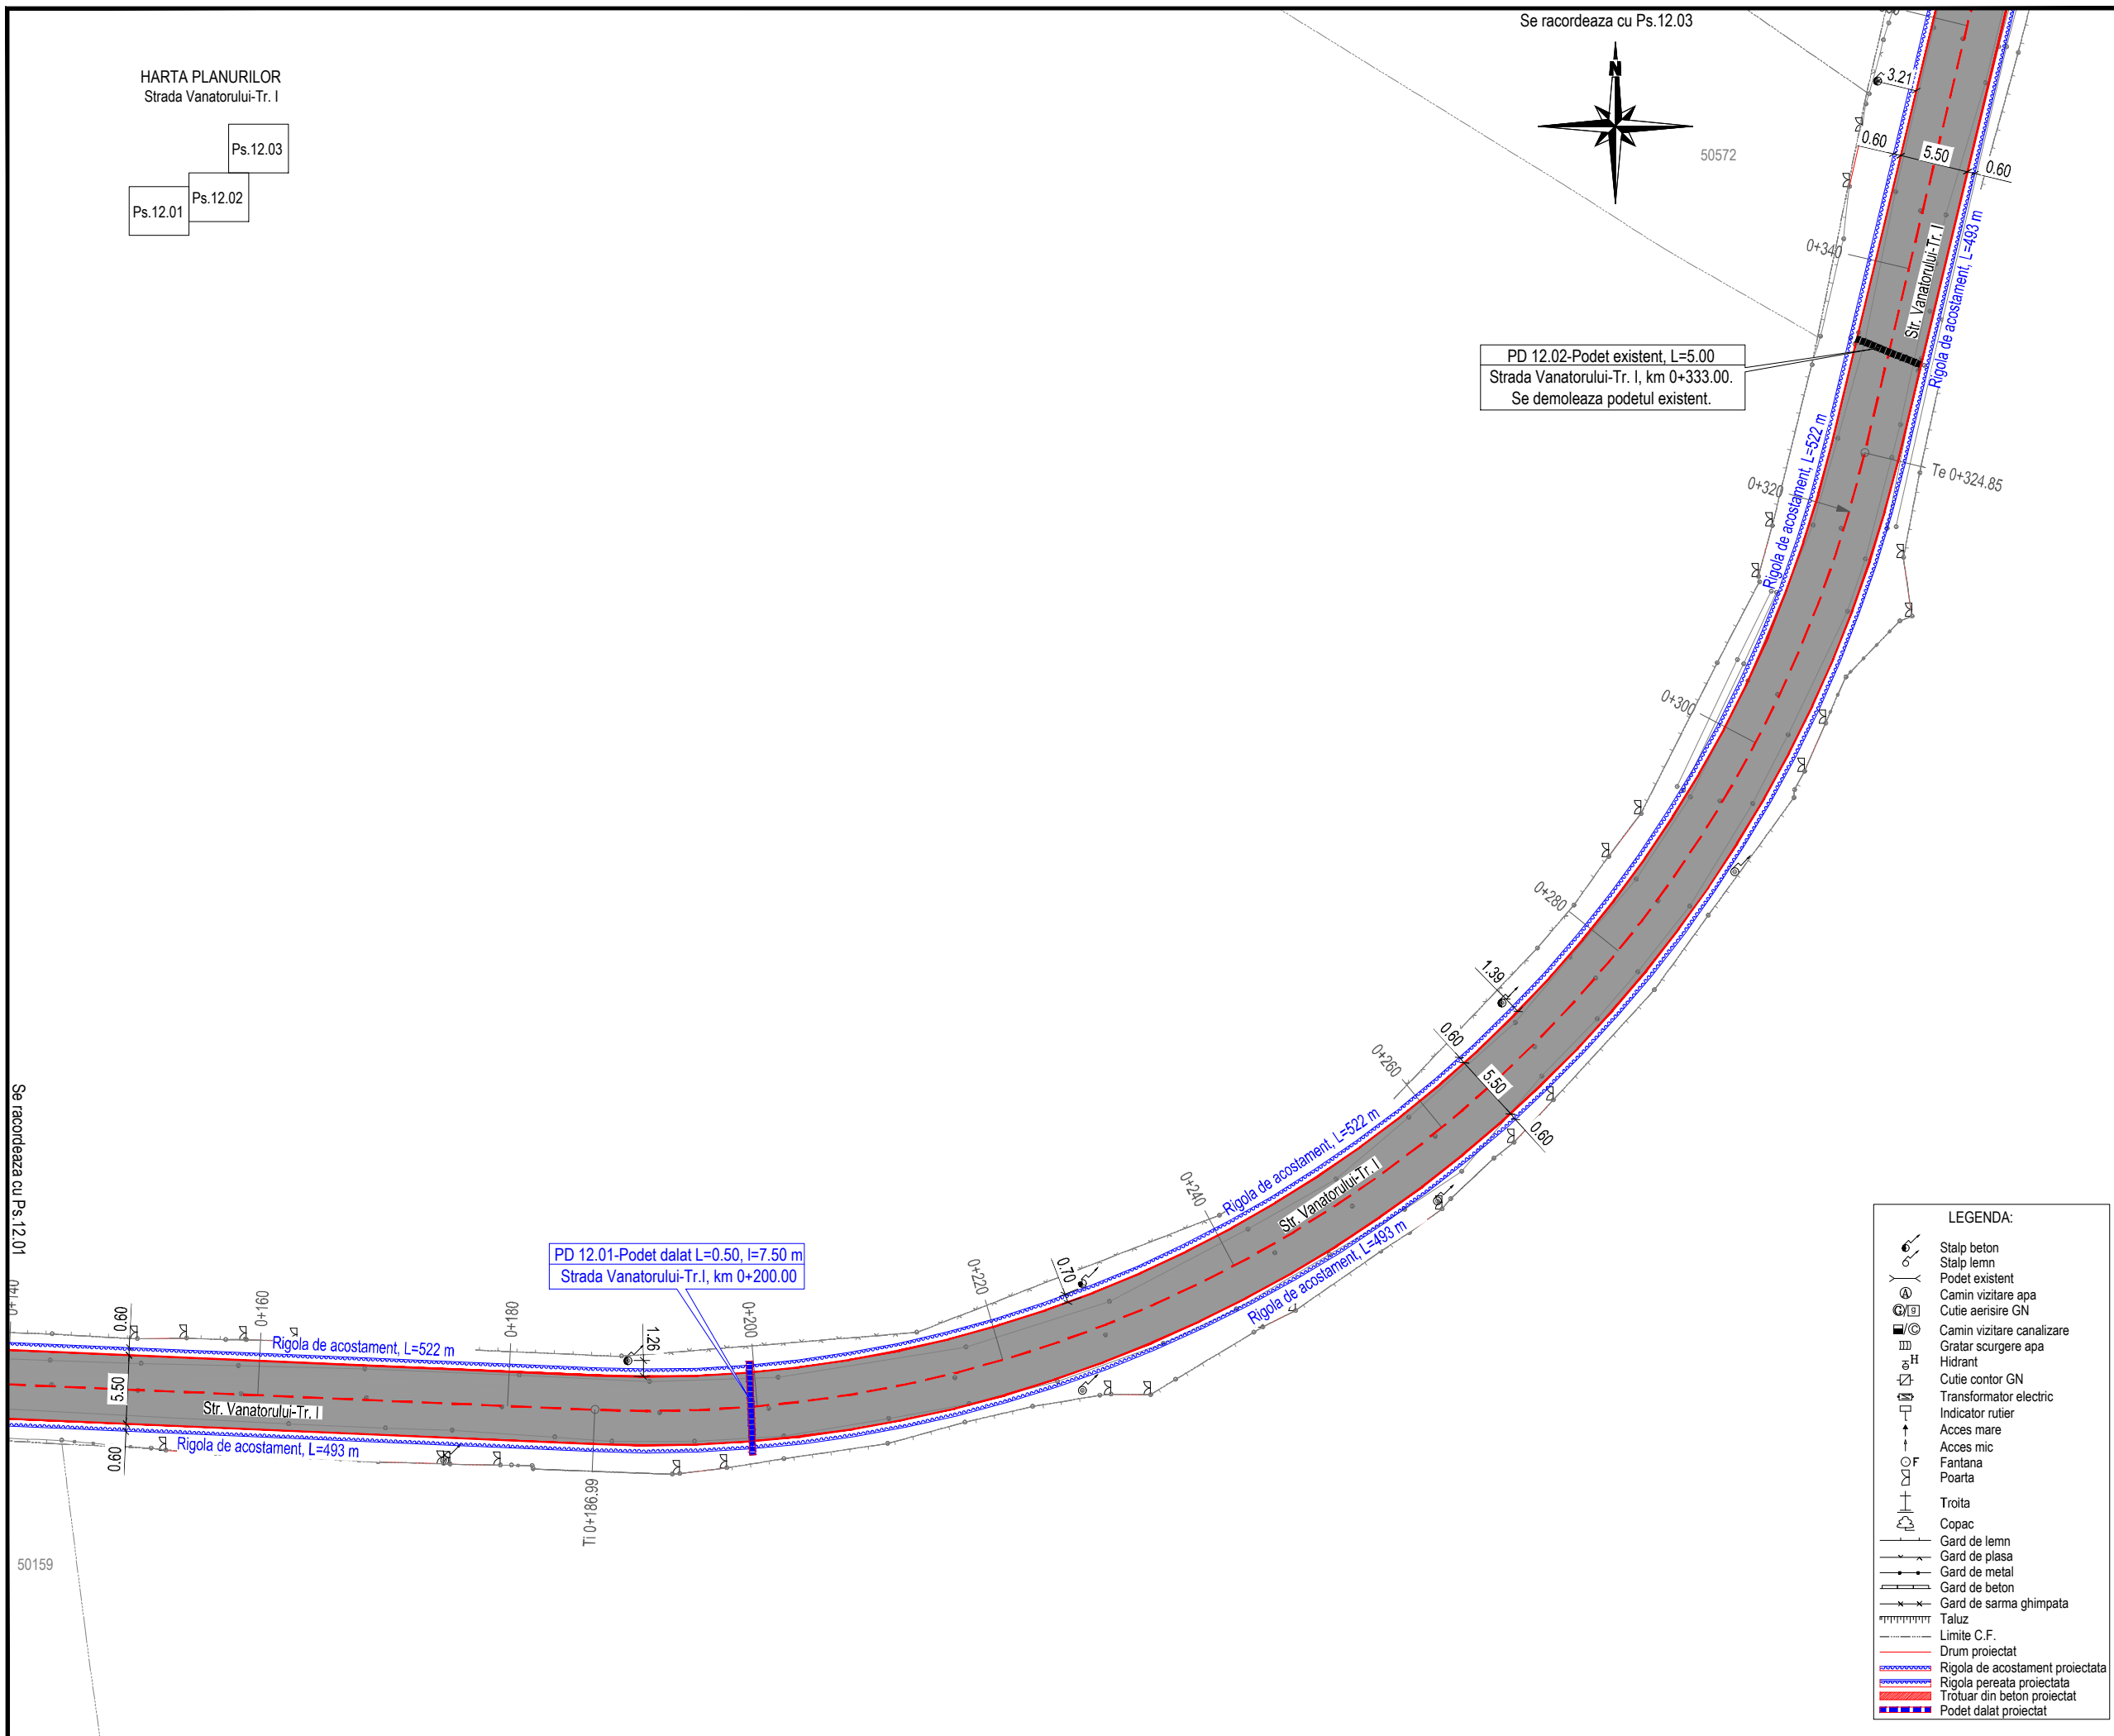 Se racordeaza cu Ps.12.03
HARTA PLANURILOR
Strada Vanatorului-Tr. I
Ps.12.03
Ps.12.02
Ps.12.01
N
50572
3.21
0.60
5.50
0.60
0+340
Str. Vanatorului-Tr. I
Rigola de acostament, L=493 m
PD 12.02-Podet existent, L=5.00
Strada Vanatorului-Tr. I, km 0+333.00.
Se demoleaza podetul existent.
Rigola de acostament, L=522 m
Te 0+324.85
0+320
0+300
0+280
1.39
0.60
5.50
0.60
0+260
Rigola de acostament, L=522 m
Str. Vanatorului-Tr. I
Rigola de acostament, L=493 m
0+240
0+220
0.70
PD 12.01-Podet dalat L=0.50, l=7.50 m
Strada Vanatorului-Tr.I, km 0+200.00
0+200
1.26
0+180
0+160
0+140
Se racordeaza cu Ps.12.01
0.60
5.50
0.60
Rigola de acostament, L=522 m
Str. Vanatorului-Tr. I
Rigola de acostament, L=493 m
Ti 0+186.99
50159
LEGENDA:
Stalp beton
Stalp lemn
Podet existent
A Camin vizitare apa
G/9 Cutie aerisire GN
/C Camin vizitare canalizare
Gratar scurgere apa
H Hidrant
Cutie contor GN
Transformator electric
Indicator rutier
Acces mare
Acces mic
F Fantana
Poarta
Troita
Copac
Gard de lemn
Gard de plasa
Gard de metal
Gard de beton
Gard de sarma ghimpata
Taluz
Limite C.F.
Drum proiectat
Rigola de acostament proiectata
Rigola pereata proiectata
Trotuar din beton proiectat
Podet dalat proiectat